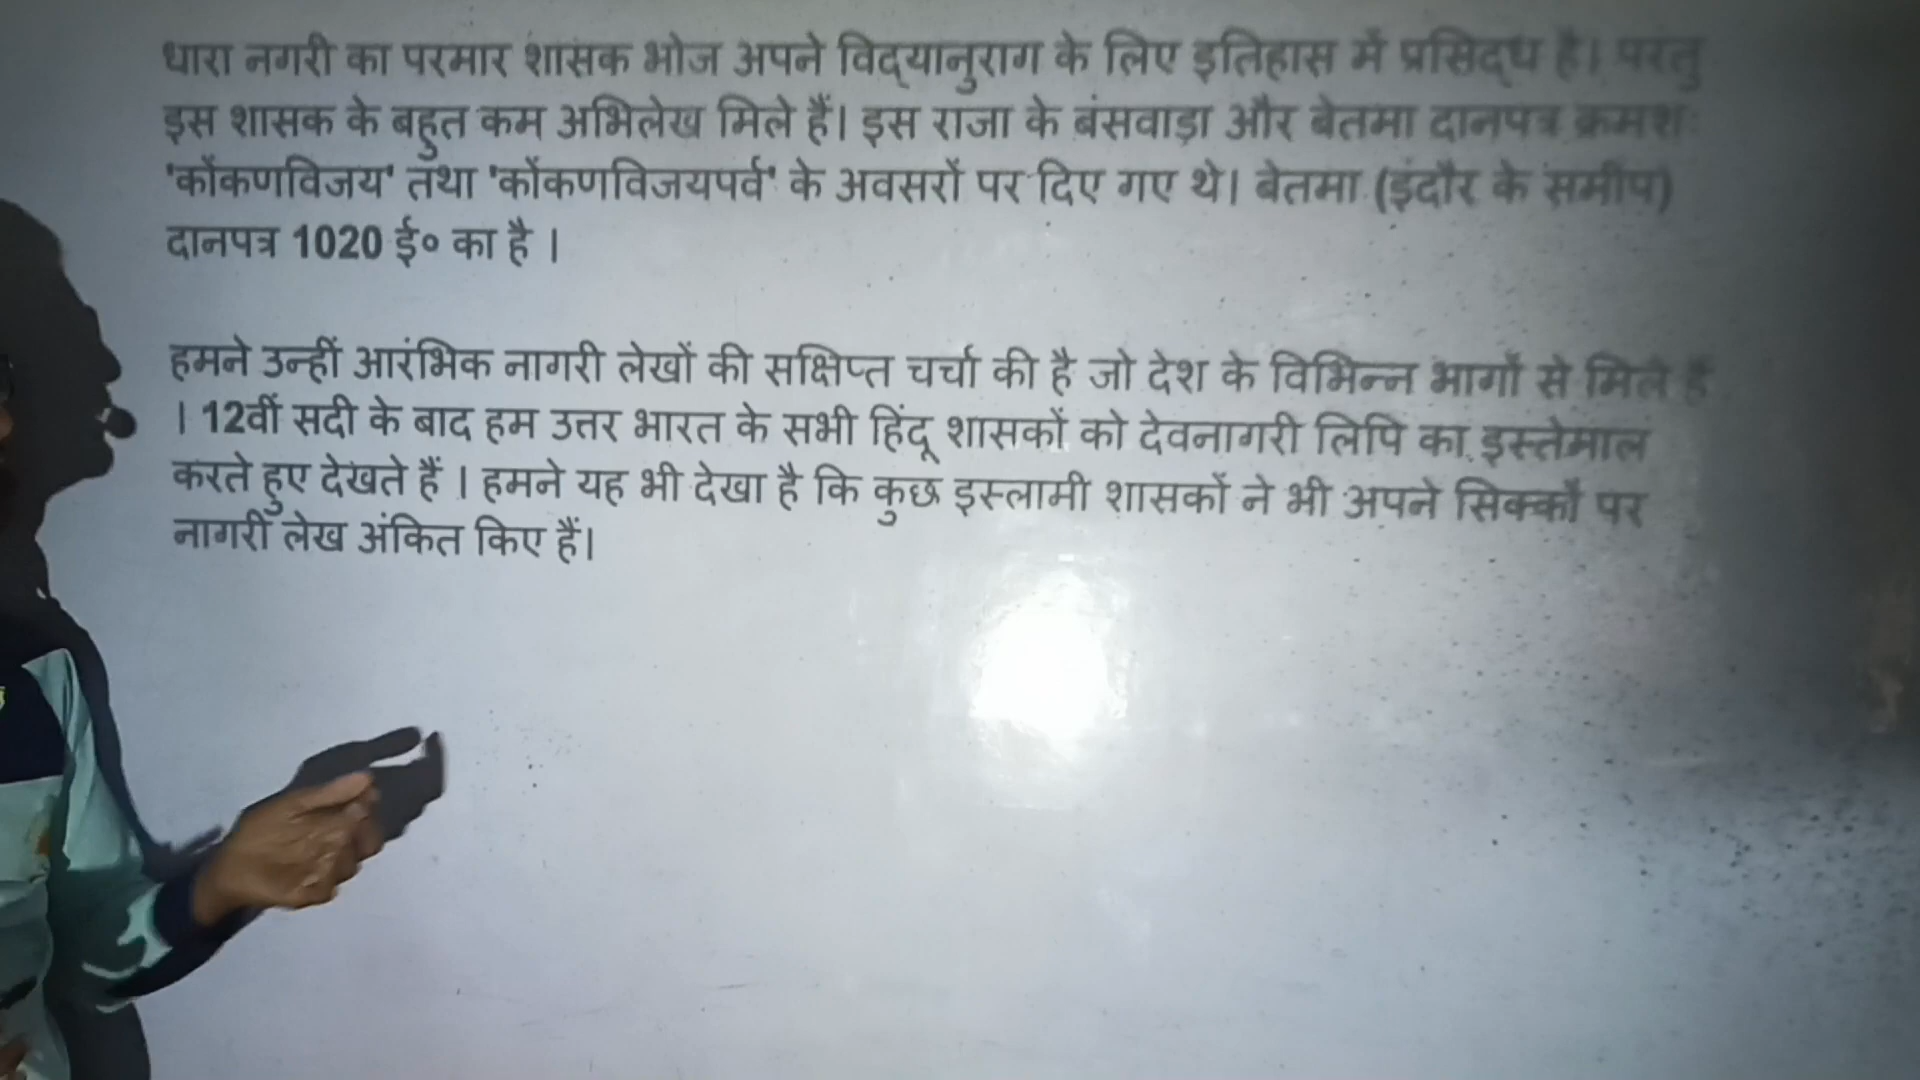 धारा नगरी का परमार शासक भोज अपने विद्यानुराग के लिए इतिहास में प्रसिद्ध है। परंतु
इस शासक के बहुत कम अभिलेख मिले हैं। इस राजा के बंसवाड़ा और बेतमा दानपत्र क्रमशः
'कोंकणविजय' तथा 'कोंकणविजयपर्व' के अवसरों पर दिए गए थे। बेतमा (इंदौर के समीप)
दानपत्र 1020 ई० का है ।
हमने उन्हीं आरंभिक नागरी लेखों की सक्षिप्त चर्चा की है जो देश के विभिन्न भागों से मिले हैं
। 12वीं सदी के बाद हम उत्तर भारत के सभी हिंदू शासकों को देवनागरी लिपि का इस्तेमाल
करते हुए देखते हैं । हमने यह भी देखा है कि कुछ इस्लामी शासकों ने भी अपने सिक्कों पर
नागरी लेख अंकित किए हैं।